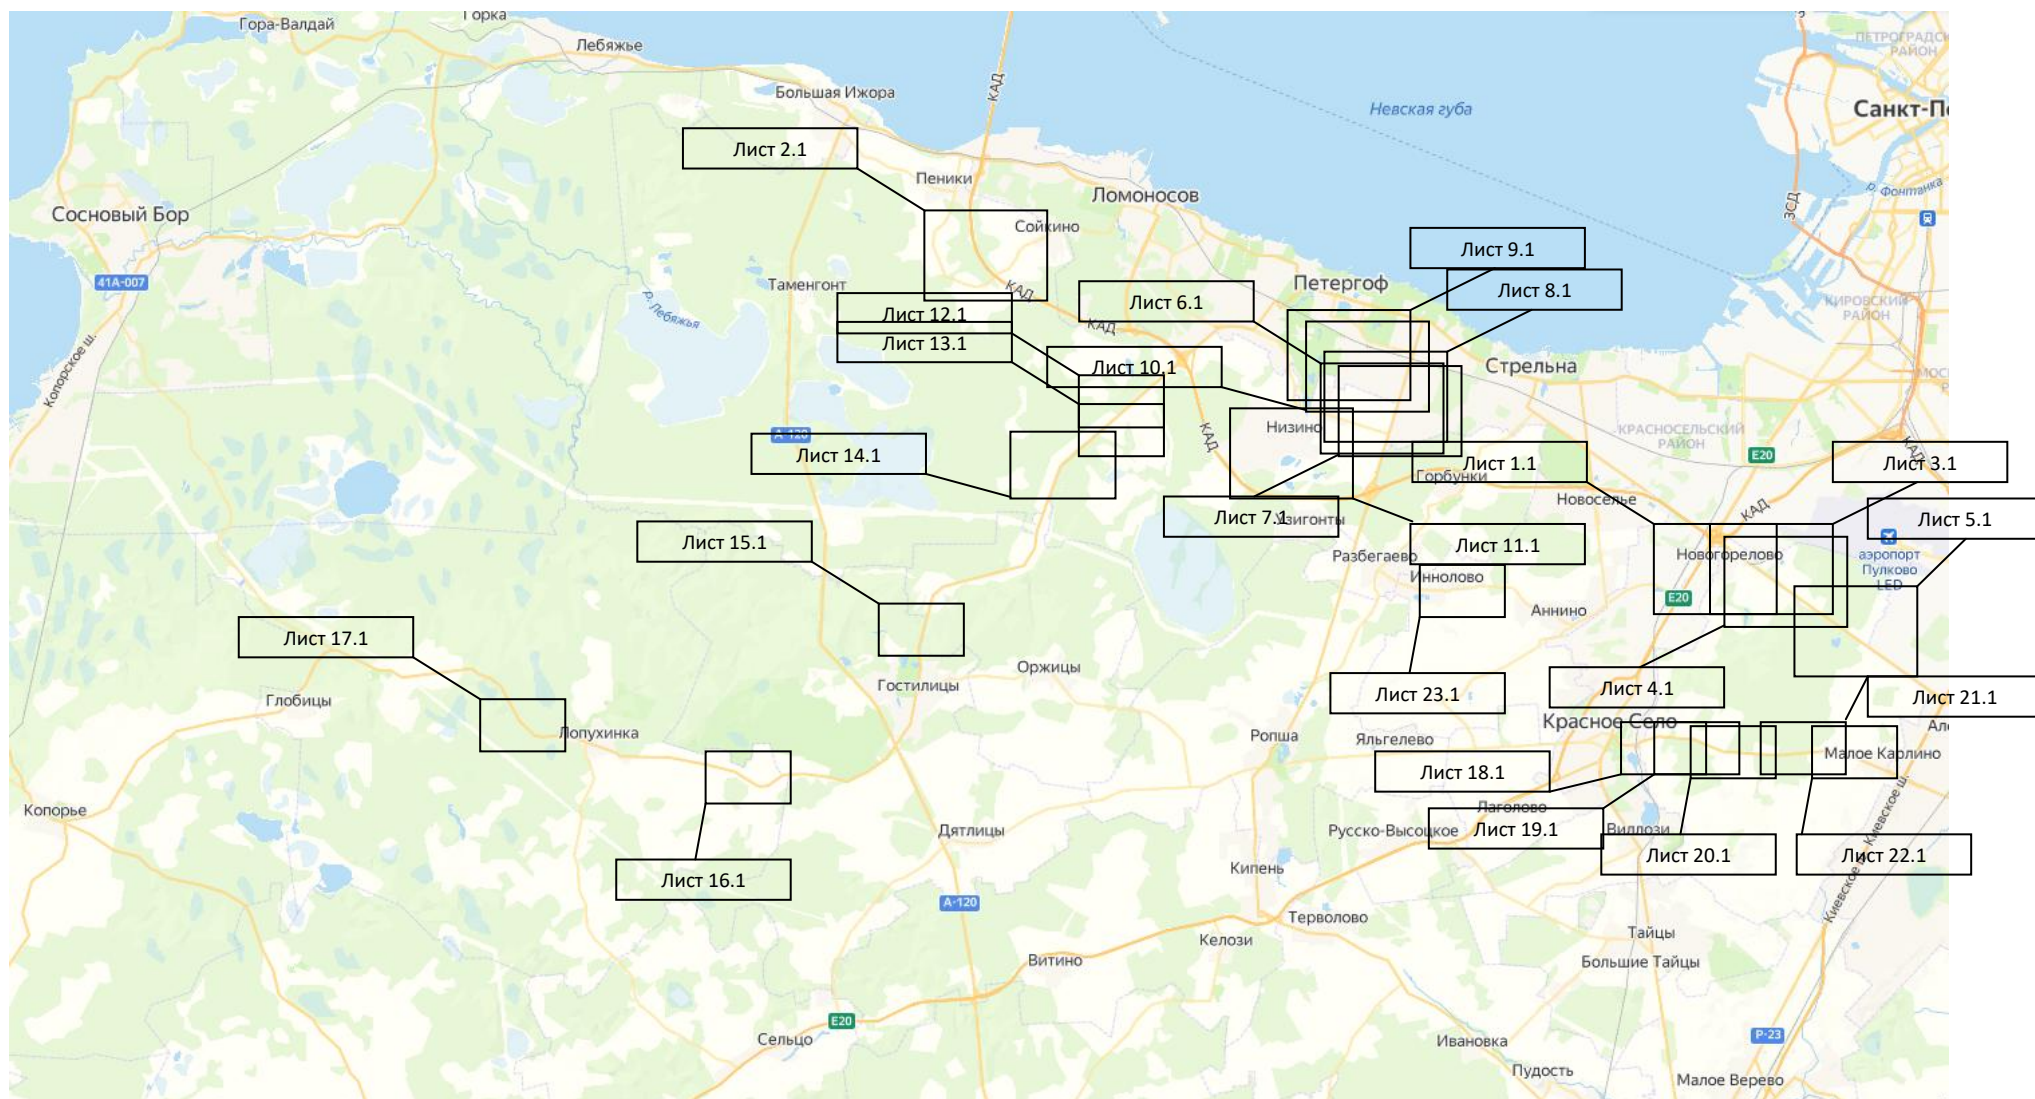 Горка
Гора-Валдай
Лебяжье
ПЕТРОГРАДС
РАЙОН
Большая Ижора
КАД
Невская губа
Санкт-П
Лист 2.1
Пеники
Ломоносов
р. Фонтанка
ЗСД
Сосновый Бор
Сойкино
Лист 9.1
41А-007
Таменгонт
КАД
Петергоф
Лист 8.1
р. Лебяжья
Лист 6.1
КИРОВСКИЙ
РАЙОН
Лист 12.1
КАД
Лист 13.1
Копорское ш.
Лист 10.1
Стрельна
МОС
Р
А-120
КАД
Низино
КРАСНОСЕЛЬСКИЙ
РАЙОН
Лист 14.1
E20
КАД
Лист 1.1
Лист 3.1
Горбунки
Новоселье
КАД
Лист 7.1
Узигонты
Лист 5.1
Лист 15.1
Разбегаево
Лист 11.1
Новогорелово
аэропорт
Пулково
LED
Иннолово
E20
Аннино
Лист 17.1
Оржицы
Гостилицы
Лист 23.1
Лист 4.1
Лист 21.1
Глобицы
Красное Село
Але
Лопухинка
Ропша
Яльгелево
Малое Карлино
Лист 18.1
Копорье
Лаголово
Дятлицы
Русско-Высоцкое
Лист 19.1
Виллози
Киевское ш.
Лист 20.1
Лист 22.1
Кипень
Лист 16.1
Киевское ш.
А-120
Терволово
Тайцы
Келози
Витино
Большие Тайцы
E20
Р-23
Сельцо
Ивановка
Пудость
Малое Верево